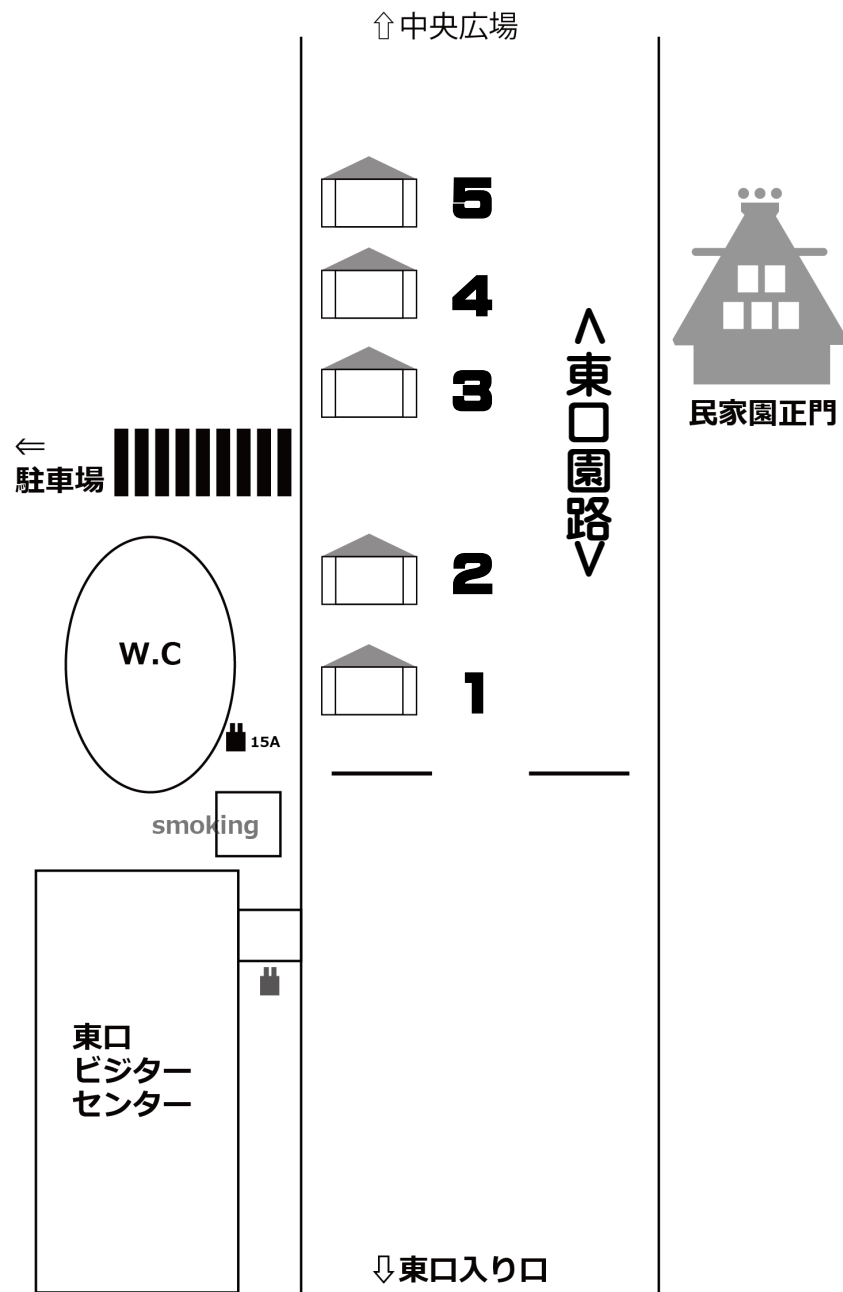 ⇧中央広場
5
4
3
<東口園路>
民家園正門
⇐
駐車場
2
W.C
1
15A
smoking
東口
ビジター
センター
⇩東口入り口